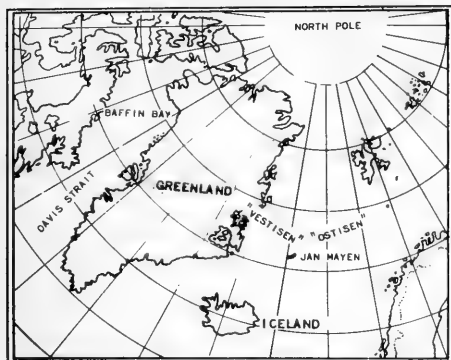 NORTH POLE
BAFFIN BAY
DAVIS STRAIT
GREENLAND
"VESTISEN" "OSTISEN"
JAN MAYEN
ICELAND